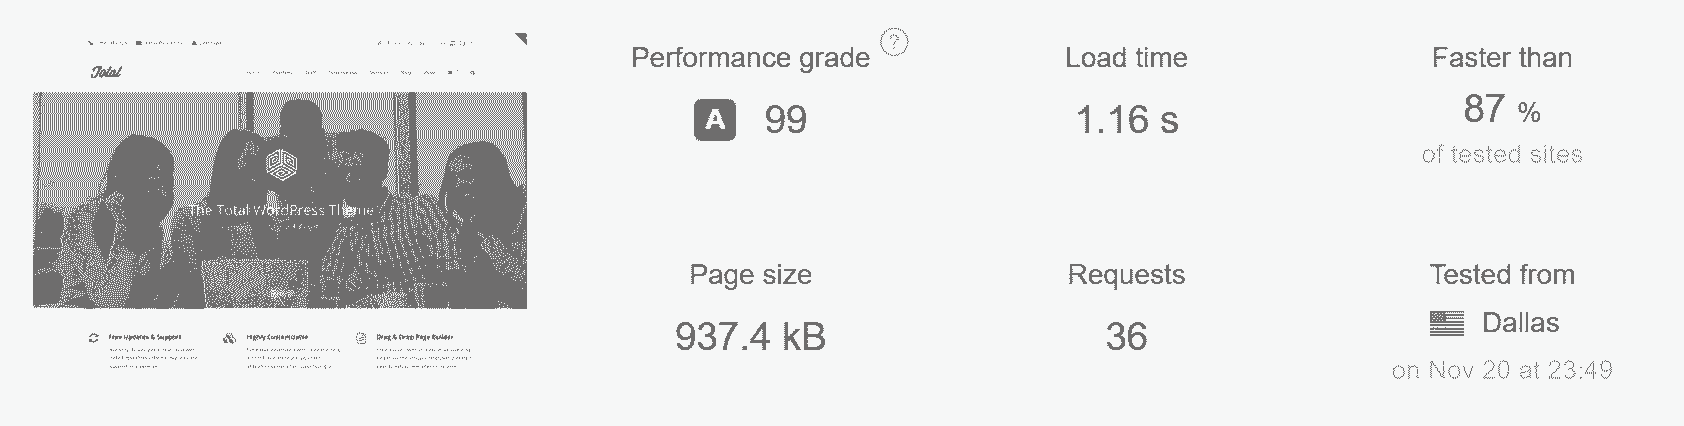 Total
The Total WordPress Theme
Free Updates & Support
Highly Customizable
Drag & Drop Page Builder
Performance grade ?
A 99
Load time
1.16 s
Faster than
87 %
of tested sites
Page size
937.4 kB
Requests
36
Tested from
Dallas
on Nov 20 at 23:49